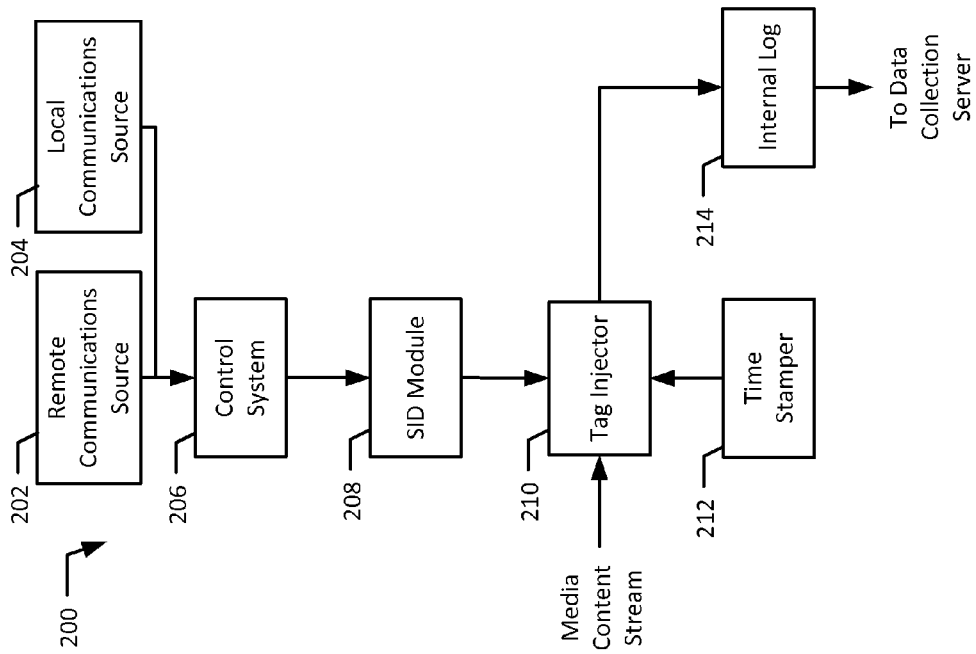 200
202
Remote
Communications
Source
204
Local
Communications
Source
206
Control
System
208
SID Module
210
Tag Injector
Media
Content
Stream
212
Time
Stamper
214
Internal Log
To Data
Collection
Server